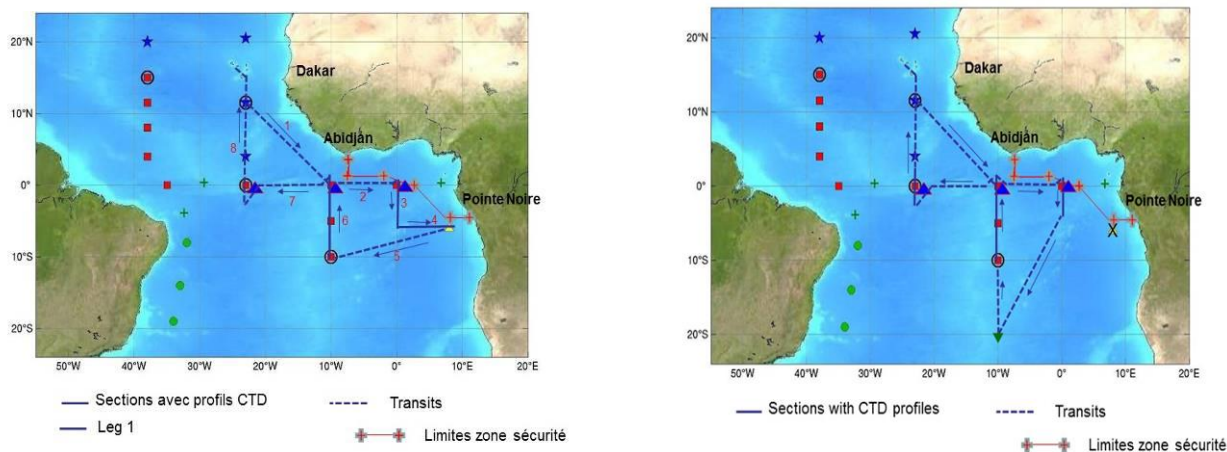 20°N
Dakar
10°N
1
Abidjan
8
0°
2
Pointe Noire
3
7
4
6
5
10°S
20°S
50°W 40°W 30°W 20°W 10°W 0°E 10°E 20°E
Sections avec profils CTD Transits
Leg 1
Limites zone sécurité
20°N
Dakar
10°N
Abidjan
0°
Pointe Noire
X
10°S
20°S
50°W 40°W 30°W 20°W 10°W 0°E 10°E 20°E
Sections with CTD profiles Transits
Limites zone sécurité